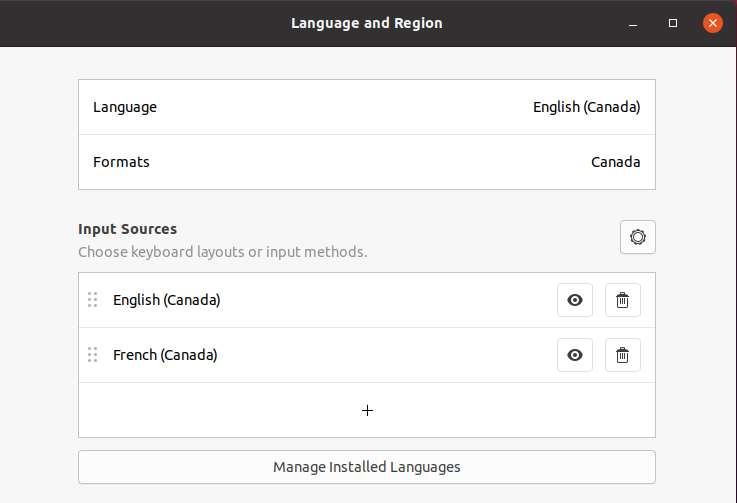 Language and Region
Language English (Canada)
Formats Canada
Input Sources
Choose keyboard layouts or input methods.
English (Canada)
French (Canada)
Manage Installed Languages